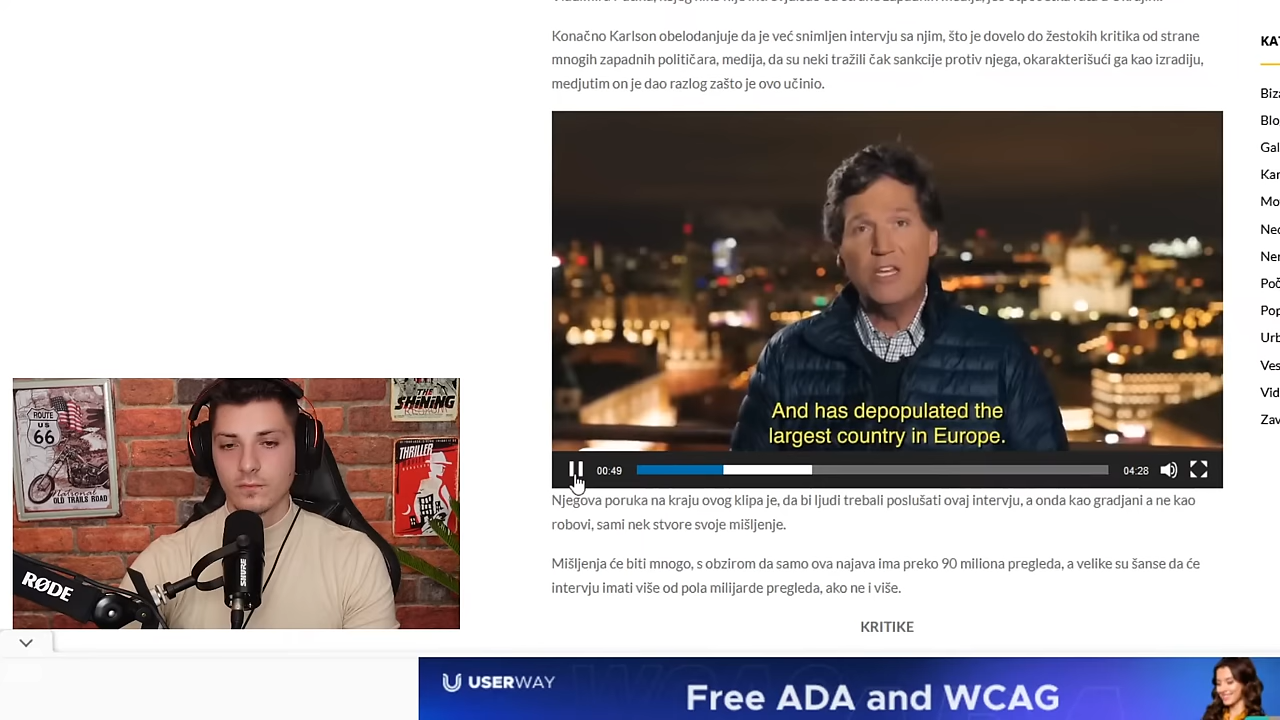 Konačno Karlson obelodanjuje da je već snimljen intervju sa njim, što je dovelo do žestokih kritika od strane
mnogih zapadnih političara, medija, da su neki tražili čak sankcije protiv njega, okarakterišući ga kao izradiju,
medjutim on je dao razlog zašto je ovo učinio.
And has depopulated the
largest country in Europe.
00:49
04:28
Njegova poruka na kraju ovog klipa je, da bi ljudi trebali poslušati ovaj intervju, a onda kao gradjani a ne kao
robovi, sami nek stvore svoje mišljenje.
Mišljenja će biti mnogo, s obzirom da samo ova najava ima preko 90 miliona pregleda, a velike su šanse da će
intervju imati više od pola milijarde pregleda, ako ne i više.
KRITIKE
KAT
Biza
Blo
Gal
Kar
Mo
Ned
Ner
Poč
Pop
Urb
Ves
Vid
Zav
ROUTE
US
66
National
OLD TRAILS ROAD
THE
SHiNiNG
THRILLER
RØDE
SHURE
USERWAY
Free ADA and WCAG